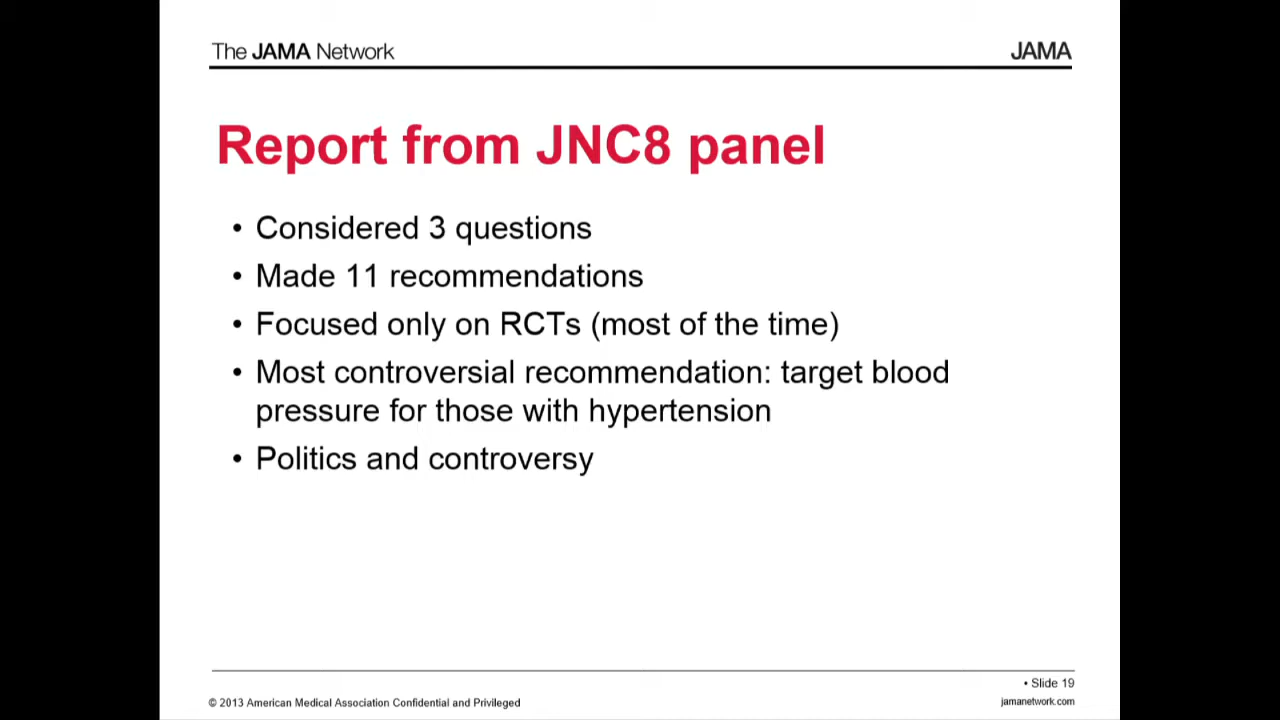 The JAMA Network
JAMA
Report from JNC8 panel
• Considered 3 questions
• Made 11 recommendations
• Focused only on RCTs (most of the time)
• Most controversial recommendation: target blood
pressure for those with hypertension
• Politics and controversy
• Slide 19
© 2013 American Medical Association Confidential and Privileged
jamanetwork.com